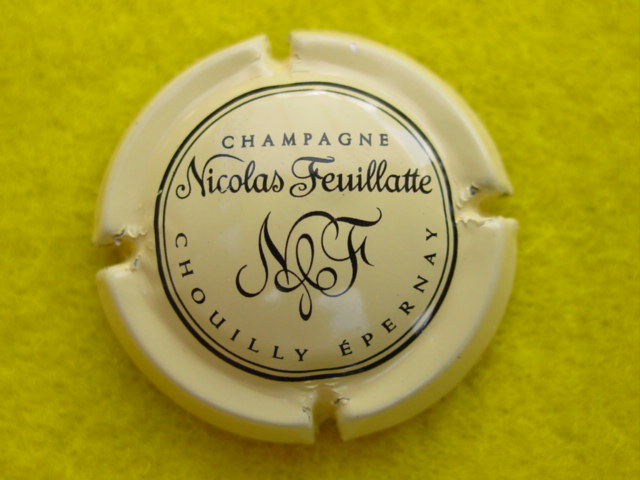 CHAMPAGNE
Nicolas Feuillatte
NF
CHOUILLY ÉPERNAY